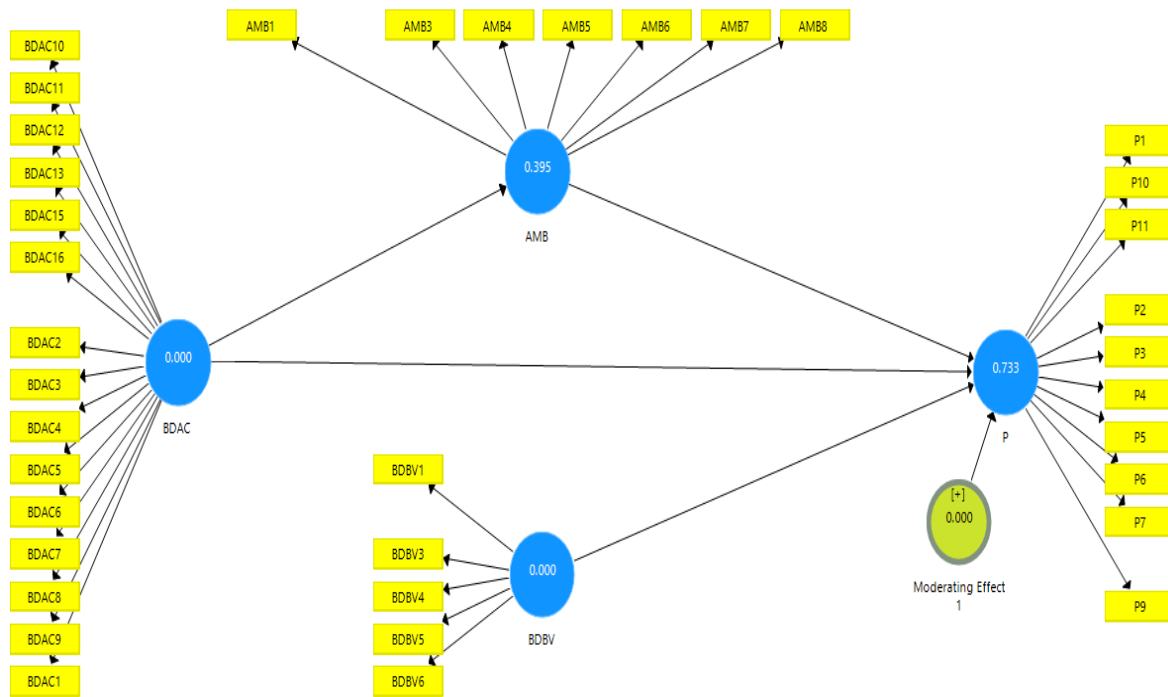 AMB1
AMB3
AMB4
AMB5
AMB6
AMB7
AMB8
BDAC10
BDAC11
BDAC12
BDAC13
BDAC15
BDAC16
BDAC2
BDAC3
BDAC4
BDAC5
BDAC6
BDAC7
BDAC8
BDAC9
BDAC1
0.000
BDAC
0.395
AMB
BDBV1
BDBV3
BDBV4
BDBV5
BDBV6
0.000
BDBV
0.733
P
[+]
0.000
Moderating Effect
1
P1
P10
P11
P2
P3
P4
P5
P6
P7
P9